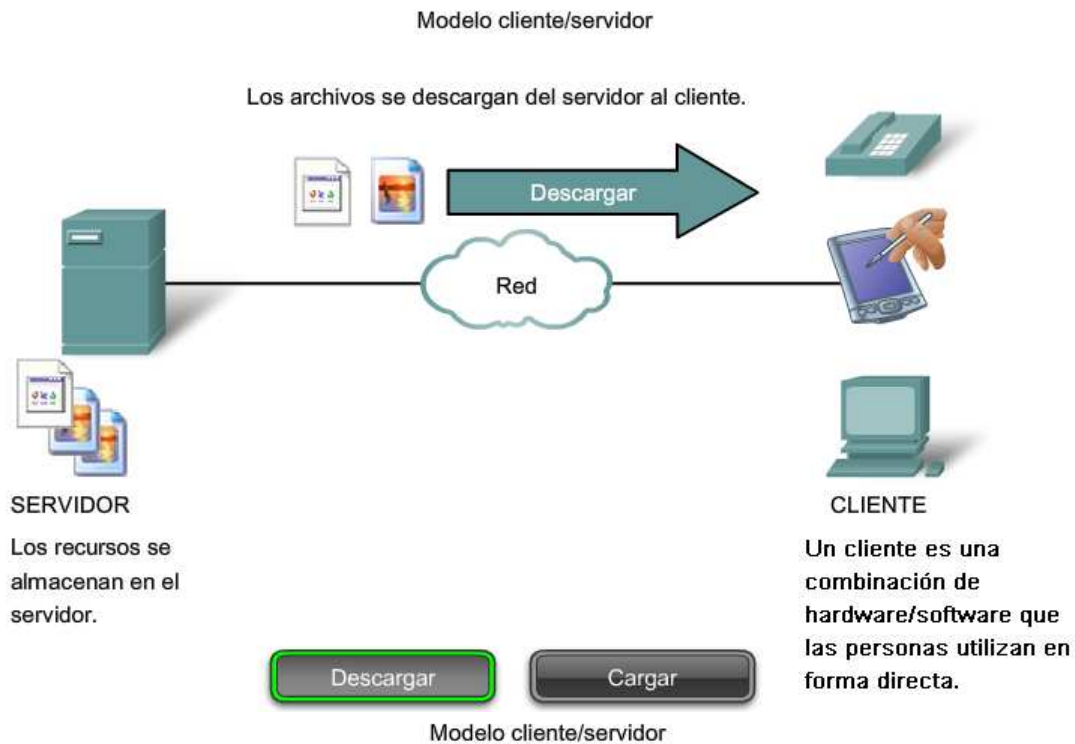 Modelo cliente/servidor
Los archivos se descargan del servidor al cliente.
Descargar
Red
SERVIDOR
Los recursos se
almacenan en el
servidor.
CLIENTE
Un cliente es una
combinación de
hardware/software que
las personas utilizan en
forma directa.
Descargar
Cargar
Modelo cliente/servidor